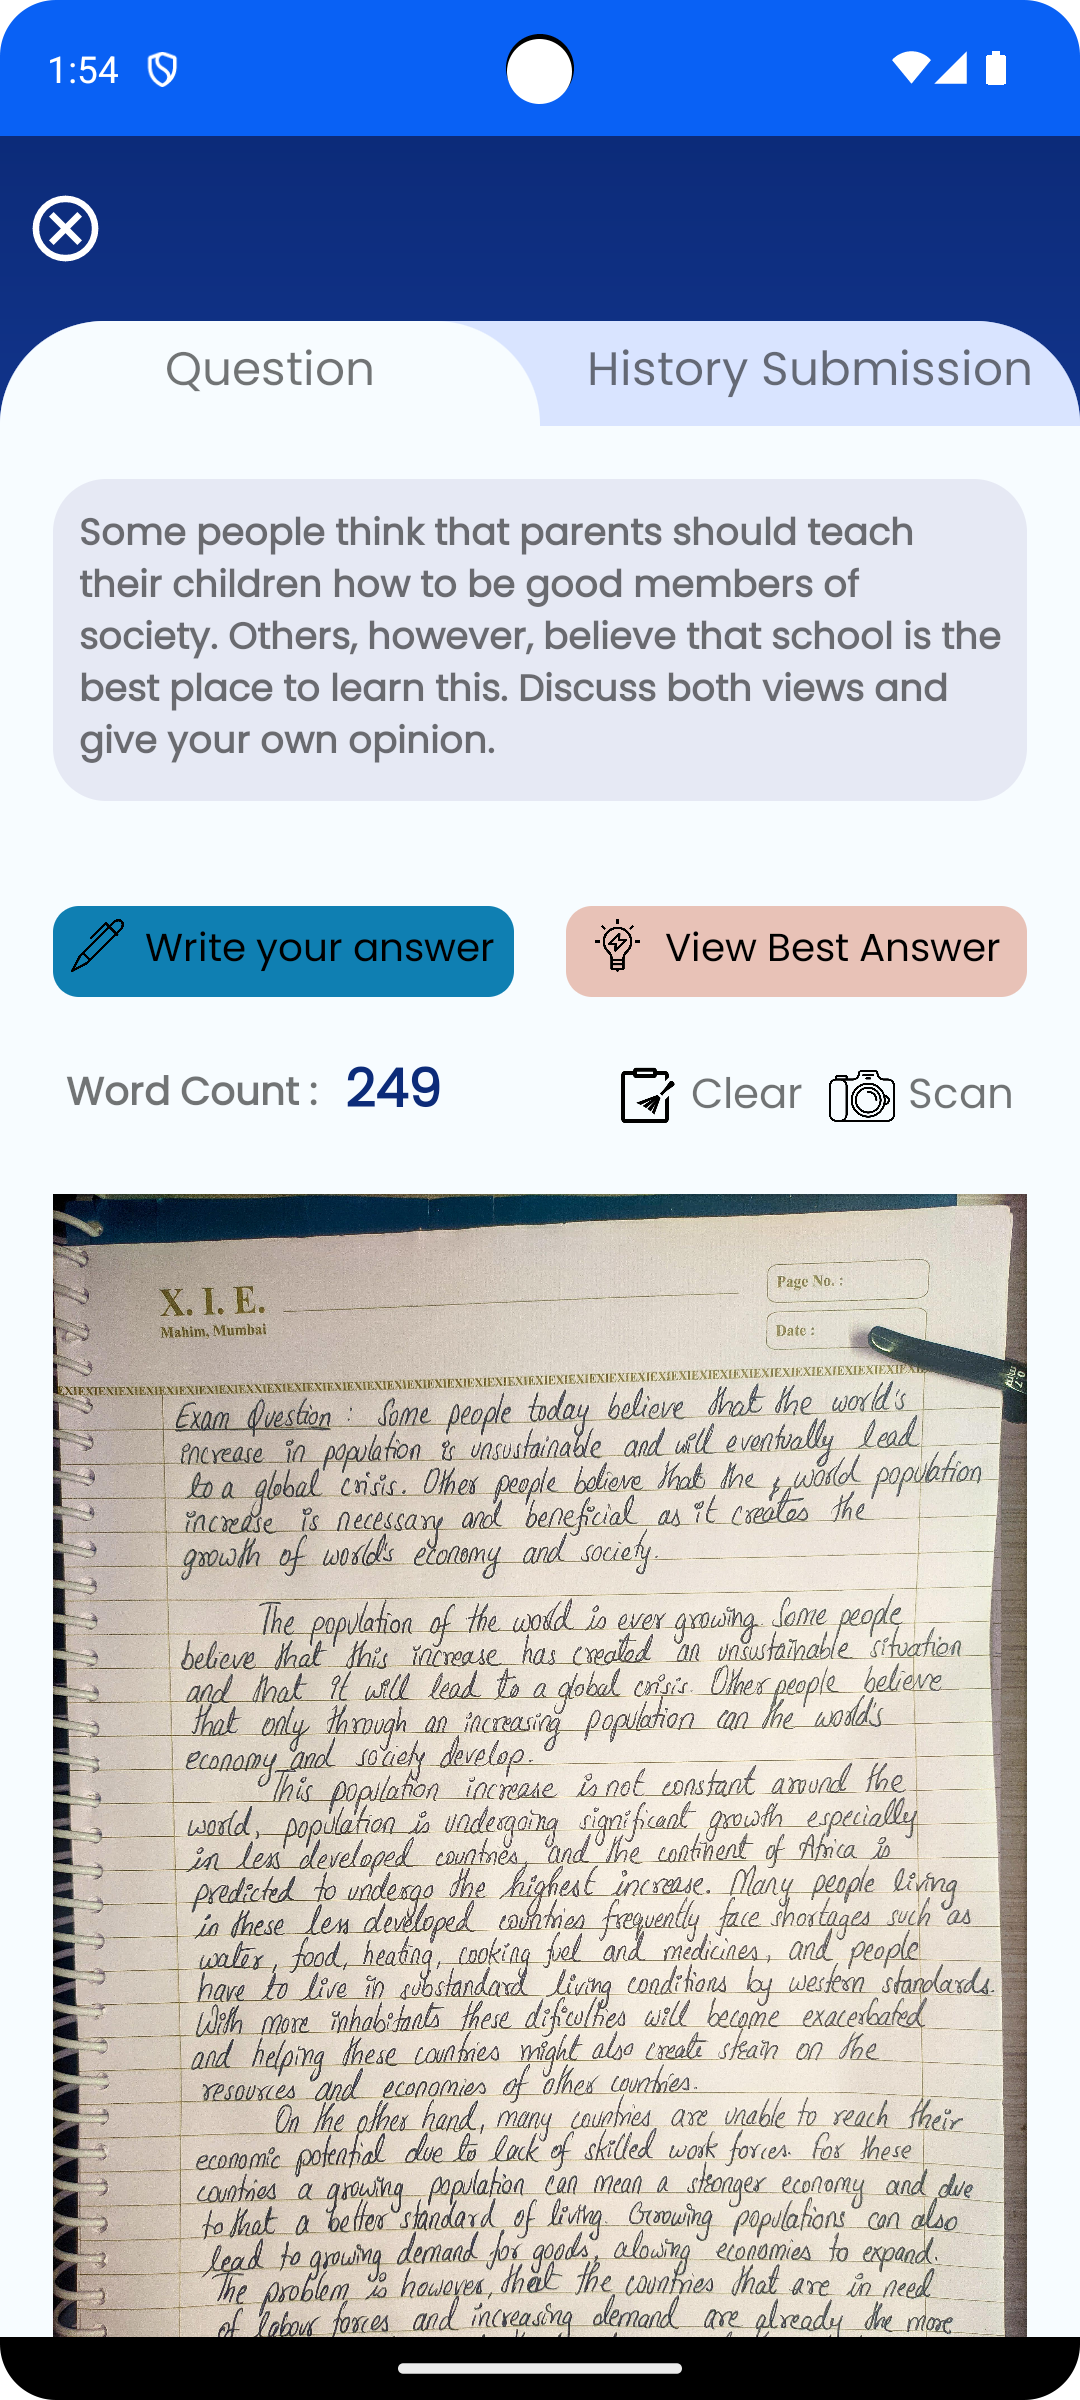 1:54
Question
History Submission
Some people think that parents should teach
their children how to be good members of
society. Others, however, believe that school is the
best place to learn this. Discuss both views and
give your own opinion.
Write your answer
View Best Answer
Word Count : 249
Clear
Scan
X. I. E.
Mahim, Mumbai
Page No. :
Date :
XIEXIEXIEXIEXIEXIEXIEXIEXIEXIEXIEXIEXIEXIEXIEXIEXIEXIEXIEXIE
Exam Question : Some people today believe that the world's
increase in population is unsustainable and will eventually lead
to a global crisis. Other people believe that the world population
increase is necessary and beneficial as it creates the
growth of world's economy and society.
The population of the world is ever growing. Some people
believe that this increase has created an unsustainable situation
and that it will lead to a global crisis. Other people believe
that only through an increasing population can the world's
economy and society develop.
This population increase is not constant around the
world, population is undergoing significant growth especially
in less developed countries, and the continent of Africa is
predicted to undergo the highest increase. Many people living
in these less developed countries frequently face shortages such as
water, food, heating, cooking fuel and medicines, and people
have to live in substandard living conditions by western standards.
With more inhabitants these dificulties will become exacerbated
and helping these countries might also create strain on the
resources and economies of other countries.
On the other hand, many countries are unable to reach their
economic potential due to lack of skilled work forces. For these
countries a growing population can mean a stronger economy and due
to that a better standard of living. Growing populations can also
lead to growing demand for goods, alowing economies to expand.
The problem is however, that the countries that are in need
of labour forces and increasing demand are already the more